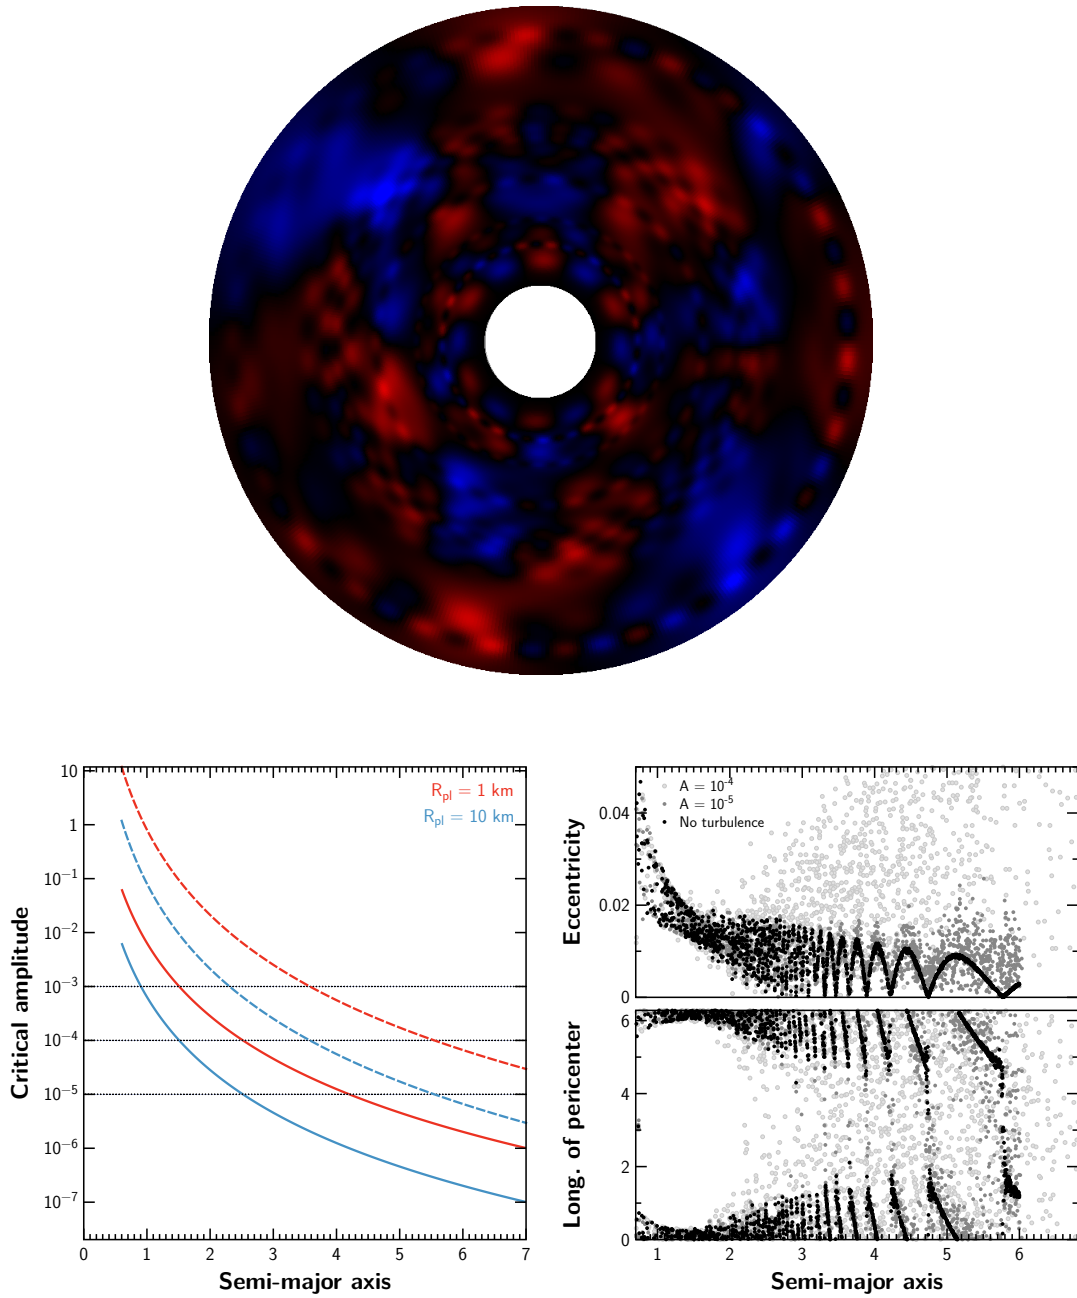 10
1
10⁻¹
10⁻²
10⁻³
10⁻⁴
10⁻⁵
10⁻⁶
10⁻⁷
Critical amplitude
R_pl = 1 km
R_pl = 10 km
0 1 2 3 4 5 6 7
Semi-major axis
Eccentricity
0.04
0.02
0
A = 10⁻⁴
A = 10⁻⁵
No turbulence
Long. of pericenter
6
4
2
0
1 2 3 4 5 6
Semi-major axis